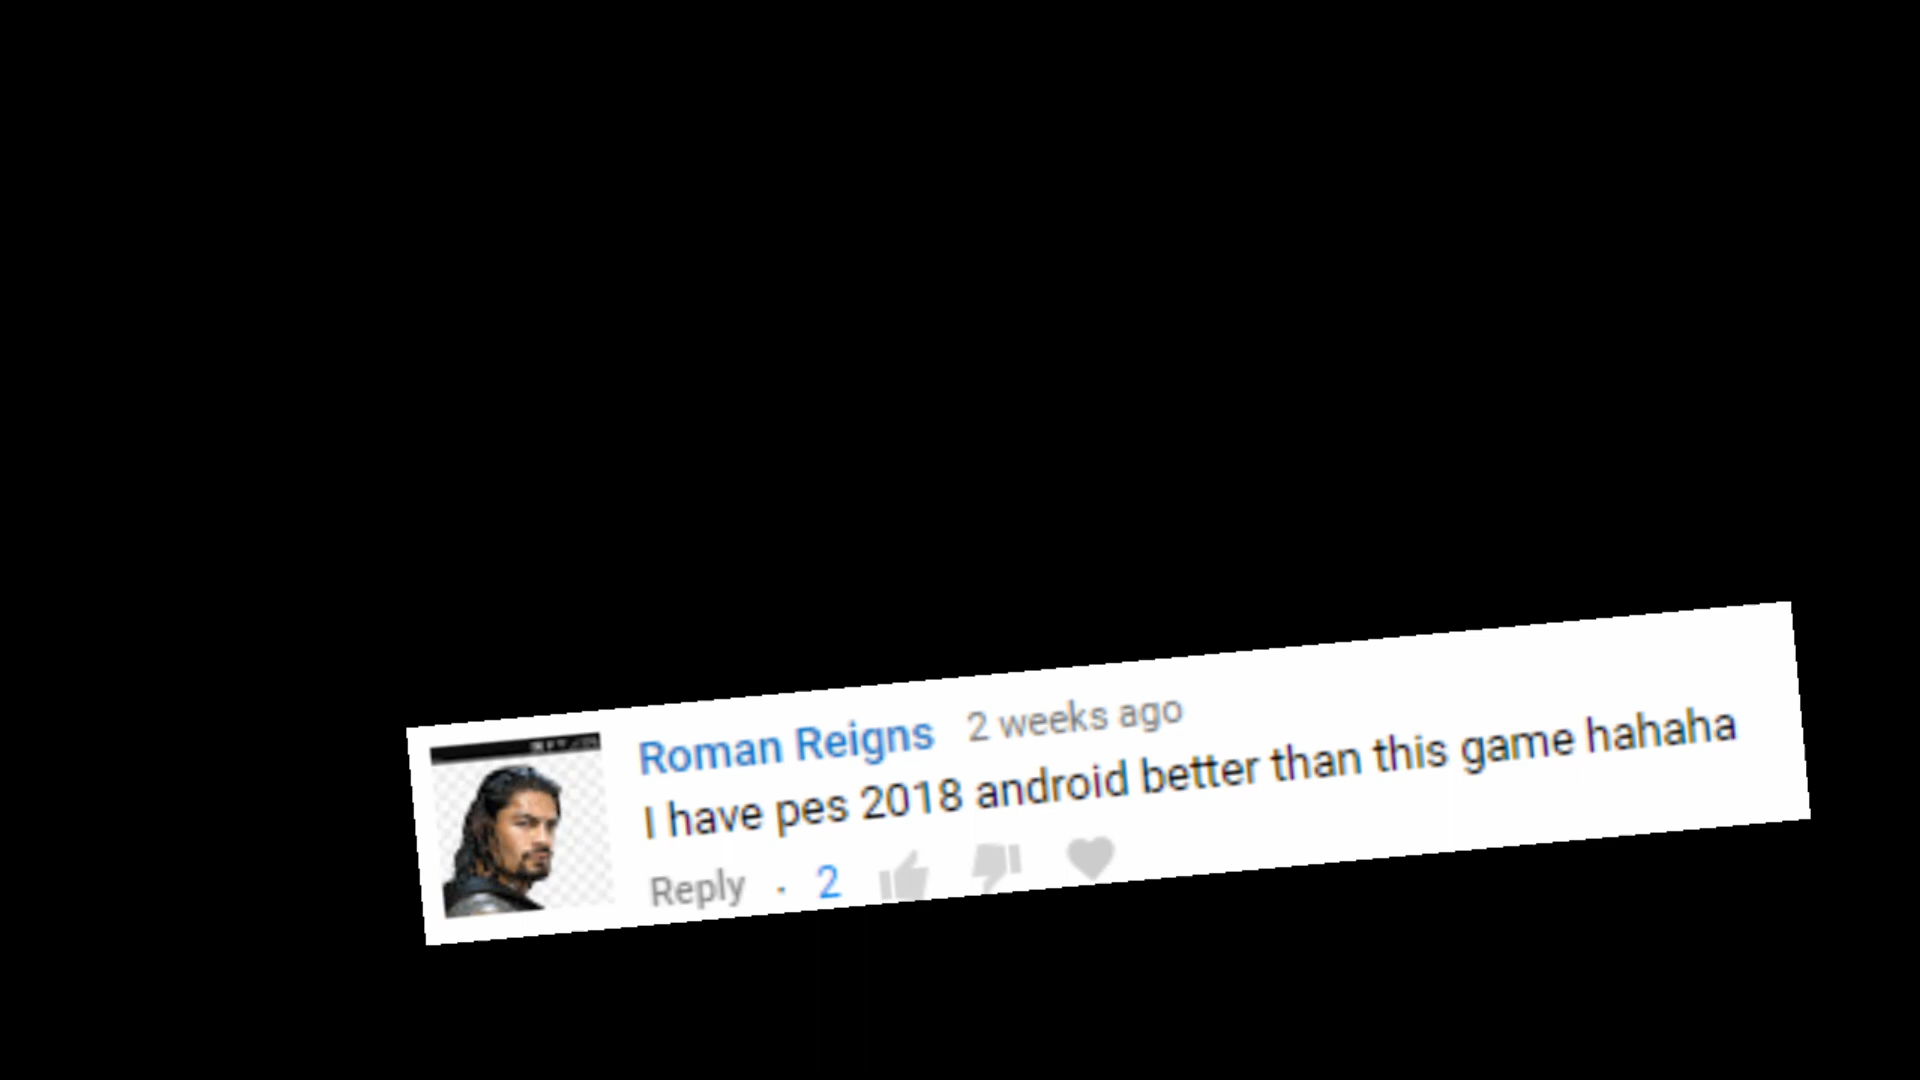 Roman Reigns 2 weeks ago
I have pes 2018 android better than this game hahaha
Reply · 2